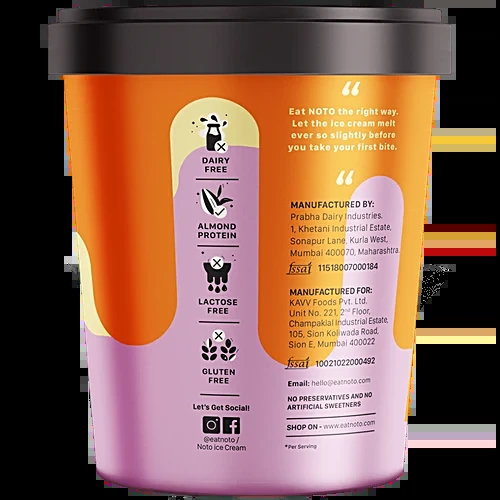 Eat NOTO the right way.
Let the ice cream melt
ever so slightly before
you take your first bite.
DAIRY
FREE
ALMOND
PROTEIN
LACTOSE
FREE
GLUTEN
FREE
Let's Get Social!
@eatnoto /
Noto Ice Cream
MANUFACTURED BY:
Prabha Dairy Industries.
1, Khetani Industrial Estate,
Sonapur Lane, Kurla West,
Mumbai 400070, Maharashtra.
fssai 11518007000184
MANUFACTURED FOR:
KAVV Foods Pvt. Ltd.
Unit No. 221, 2nd Floor,
Champaklal Industrial Estate,
105, Sion Koliwada Road,
Sion E, Mumbai 400022
fssai 10021022000492
Email: hello@eatnoto.com
NO PRESERVATIVES AND NO
ARTIFICIAL SWEETNERS
SHOP ON - www.eatnoto.com
*Per Serving